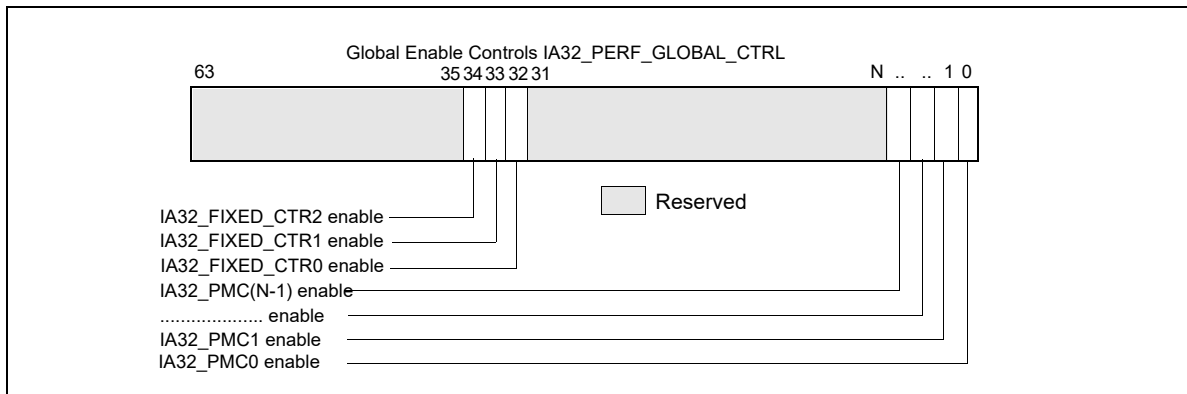 Global Enable Controls IA32_PERF_GLOBAL_CTRL
63 35 34 33 32 31 N .. .. 1 0
Reserved
IA32_FIXED_CTR2 enable
IA32_FIXED_CTR1 enable
IA32_FIXED_CTR0 enable
IA32_PMC(N-1) enable
.................... enable
IA32_PMC1 enable
IA32_PMC0 enable